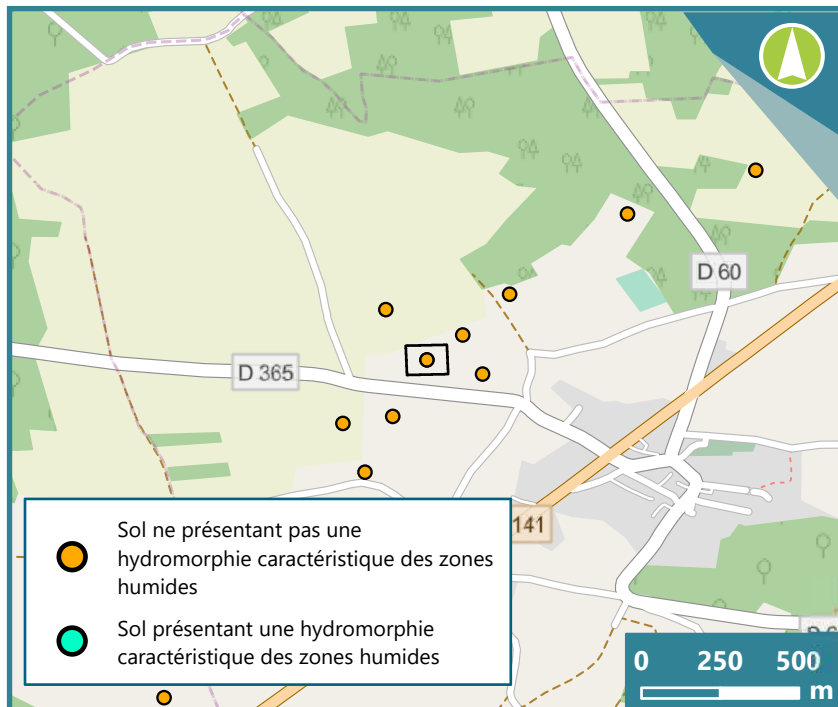 D 60
D 365
141
Sol ne présentant pas une
hydromorphie caractéristique des zones
humides
Sol présentant une hydromorphie
caractéristique des zones humides
0 250 500
m